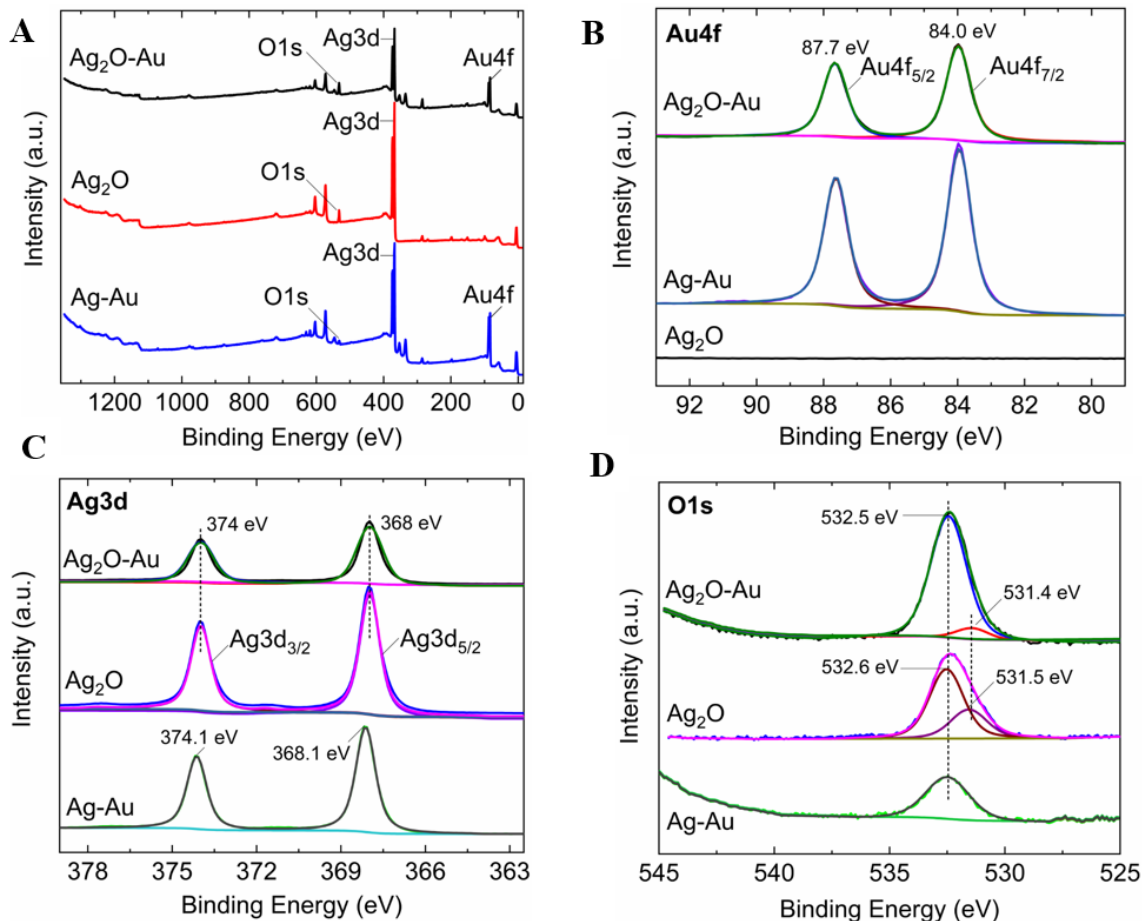 A
Ag3d
O1s
Au4f
Ag₂O-Au
Ag3d
O1s
Ag₂O
Ag3d
O1s
Au4f
Ag-Au
Intensity (a.u.)
1200 1000 800 600 400 200 0
Binding Energy (eV)
B
Au4f
87.7 eV 84.0 eV
Au4f₅/₂ Au4f₇/₂
Ag₂O-Au
Ag-Au
Ag₂O
Intensity (a.u.)
92 90 88 86 84 82 80
Binding Energy (eV)
C
Ag3d
374 eV 368 eV
Ag₂O-Au
Ag3d₃/₂ Ag3d₅/₂
Ag₂O
374.1 eV
368.1 eV
Ag-Au
Intensity (a.u.)
378 375 372 369 366 363
Binding Energy (eV)
D
O1s
532.5 eV
Ag₂O-Au
531.4 eV
532.6 eV
531.5 eV
Ag₂O
Ag-Au
Intensity (a.u.)
545 540 535 530 525
Binding Energy (eV)